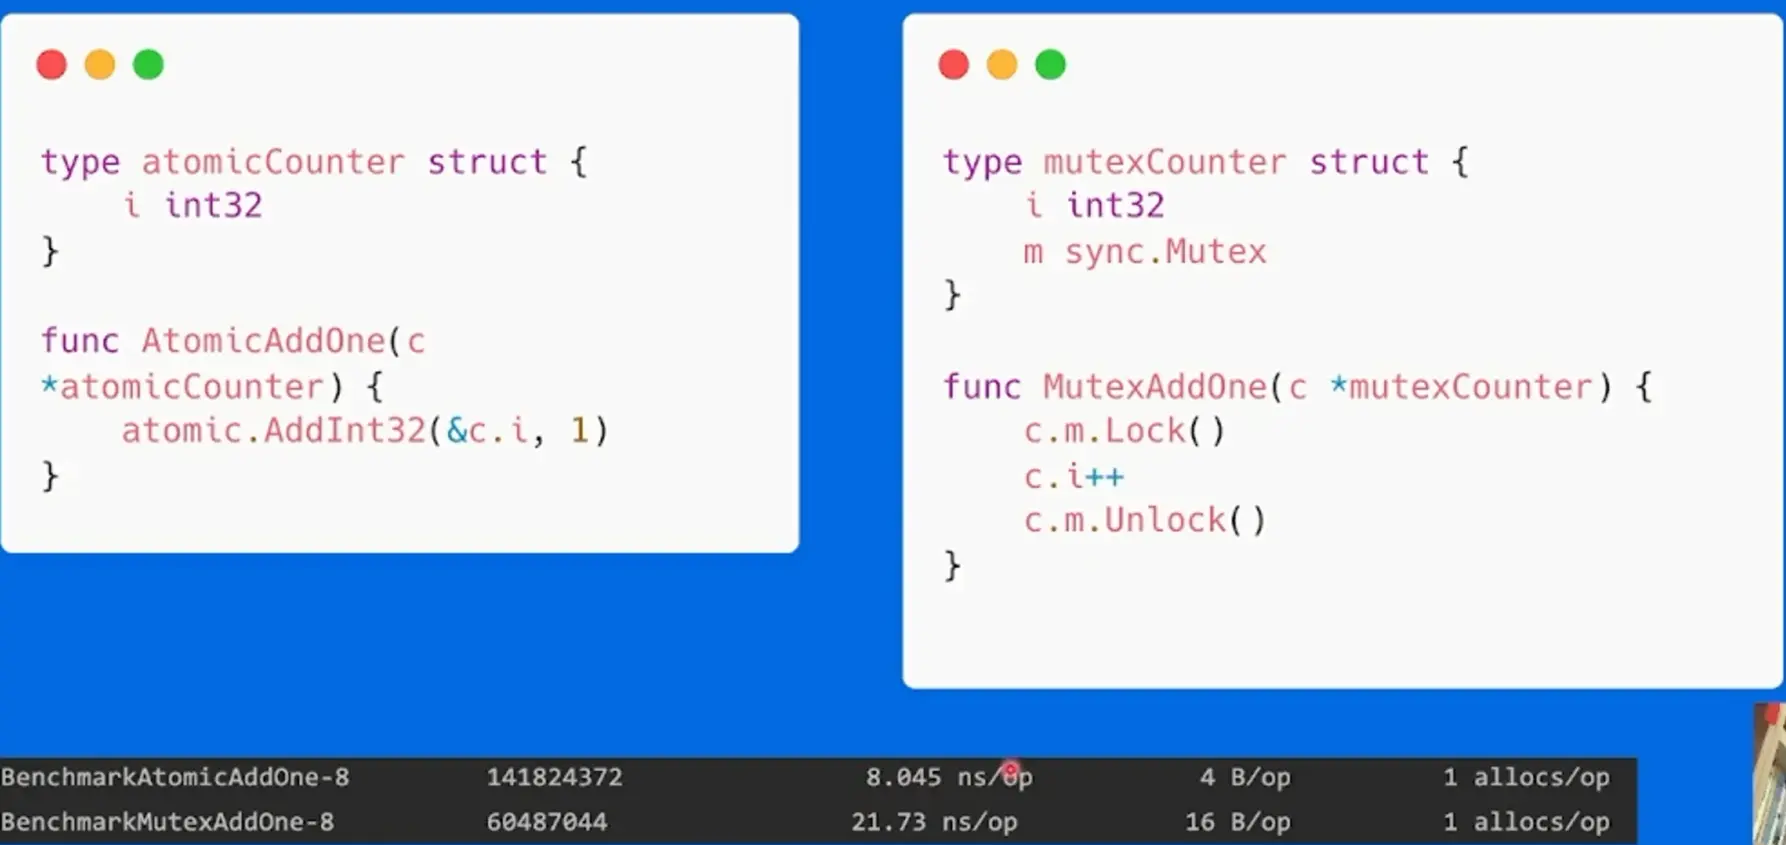 type atomicCounter struct {
    i int32
}
func AtomicAddOne(c
*atomicCounter) {
    atomic.AddInt32(&c.i, 1)
}
type mutexCounter struct {
    i int32
    m sync.Mutex
}
func MutexAddOne(c *mutexCounter) {
    c.m.Lock()
    c.i++
    c.m.Unlock()
}
BenchmarkAtomicAddOne-8 141824372 8.045 ns/op 4 B/op 1 allocs/op
BenchmarkMutexAddOne-8 60487044 21.73 ns/op 16 B/op 1 allocs/op